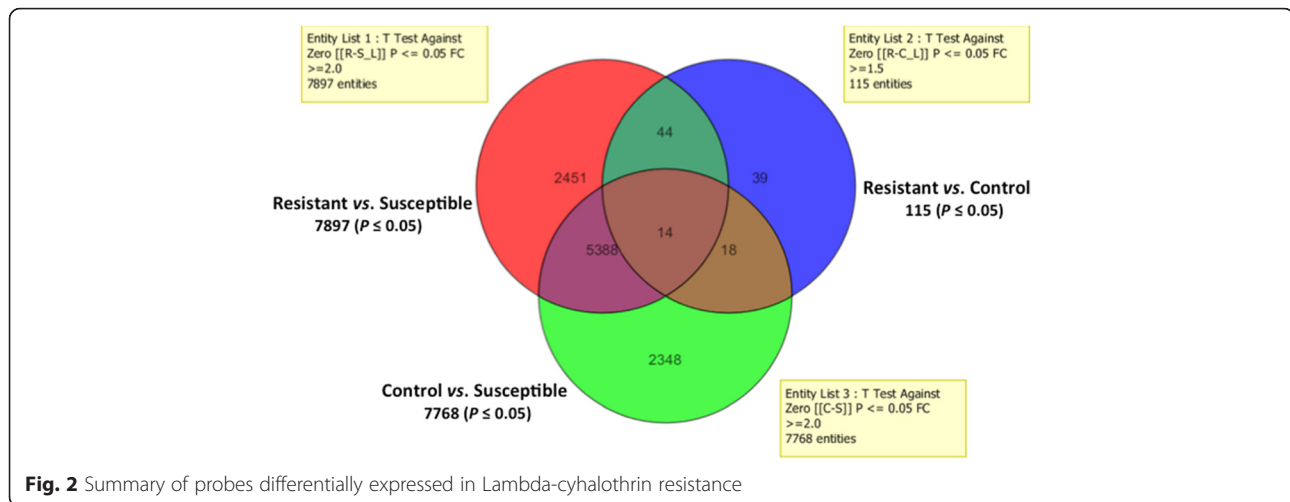 Entity List 1 : T Test Against
Zero [[R-S_L]] P <= 0.05 FC
>=2.0
7897 entities
Entity List 2 : T Test Against
Zero [[R-C_L]] P <= 0.05 FC
>=1.5
115 entities
44
2451
39
Resistant vs. Susceptible
7897 (P ≤ 0.05)
Resistant vs. Control
115 (P ≤ 0.05)
14
5388
18
2348
Control vs. Susceptible
7768 (P ≤ 0.05)
Entity List 3 : T Test Against
Zero [[C-S]] P <= 0.05 FC
>=2.0
7768 entities
Fig. 2 Summary of probes differentially expressed in Lambda-cyhalothrin resistance